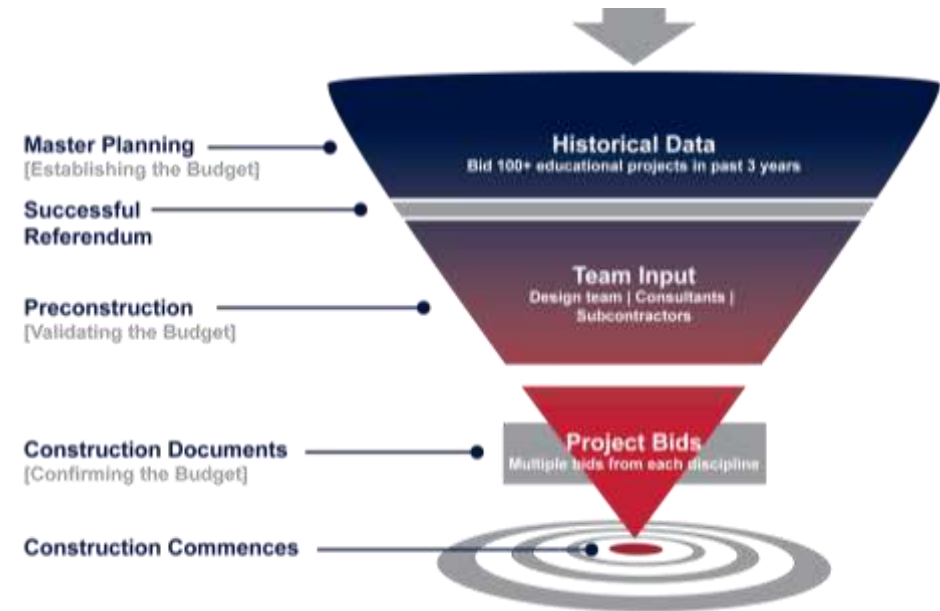 Master Planning
[Establishing the Budget]
Historical Data
Bid 100+ educational projects in past 3 years
Successful
Referendum
Team Input
Design team | Consultants |
Subcontractors
Preconstruction
[Validating the Budget]
Project Bids
Multiple bids from each discipline
Construction Documents
[Confirming the Budget]
Construction Commences